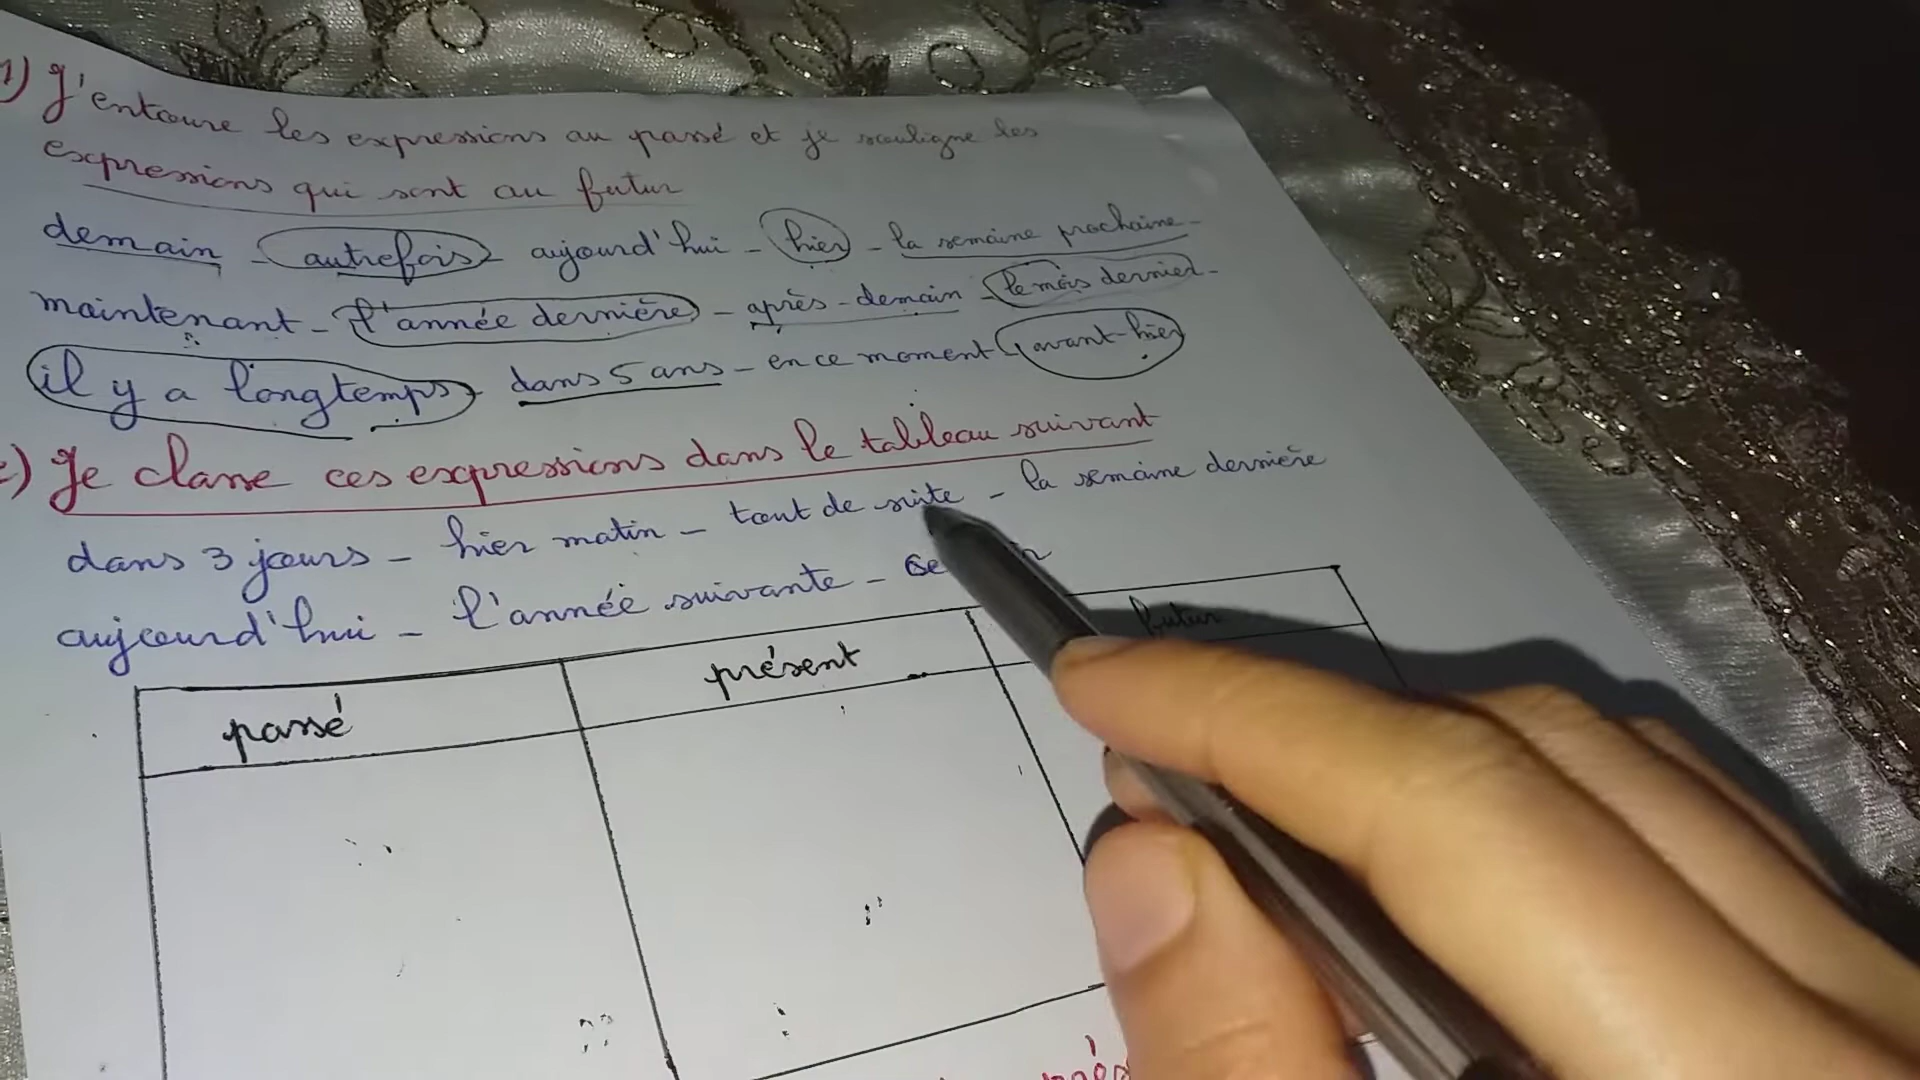 1) J'entoure les expressions au passé et je souligne les
expressions qui sont au futur
demain - autrefois - aujourd'hui - hier - la semaine prochaine -
maintenant - l'année dernière - après-demain - le mois dernier -
il y a longtemps - dans 5 ans - en ce moment - avant-hier
2) Je classe ces expressions dans le tableau suivant
dans 3 jours - hier matin - tout de suite - la semaine dernière
aujourd'hui - l'année suivante -
passé présent futur